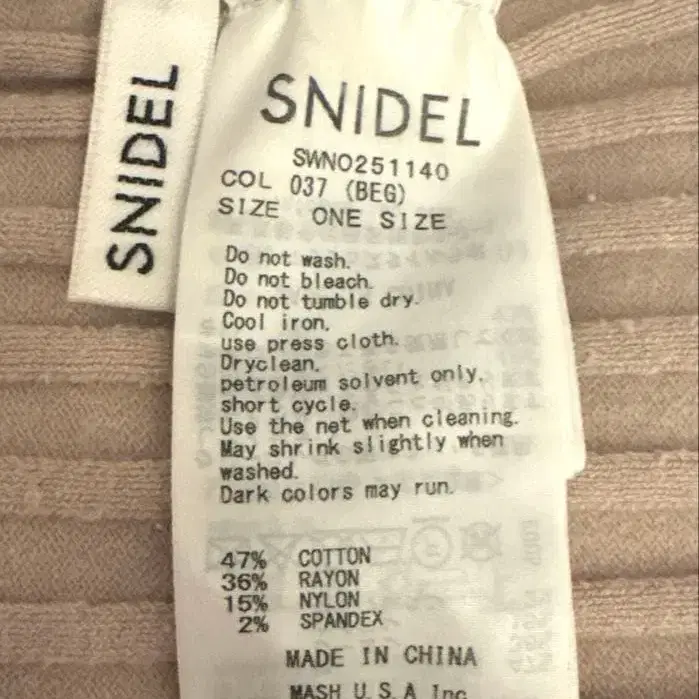 SNIDEL
SNIDEL
SWNO251140
COL 037 (BEG)
SIZE ONE SIZE
Do not wash.
Do not bleach.
Do not tumble dry.
Cool iron.
use press cloth.
Dryclean.
petroleum solvent only.
short cycle.
Use the net when cleaning.
May shrink slightly when
washed.
Dark colors may run.
47% COTTON
36% RAYON
15% NYLON
2% SPANDEX
MADE IN CHINA
MASH U.S.A Inc